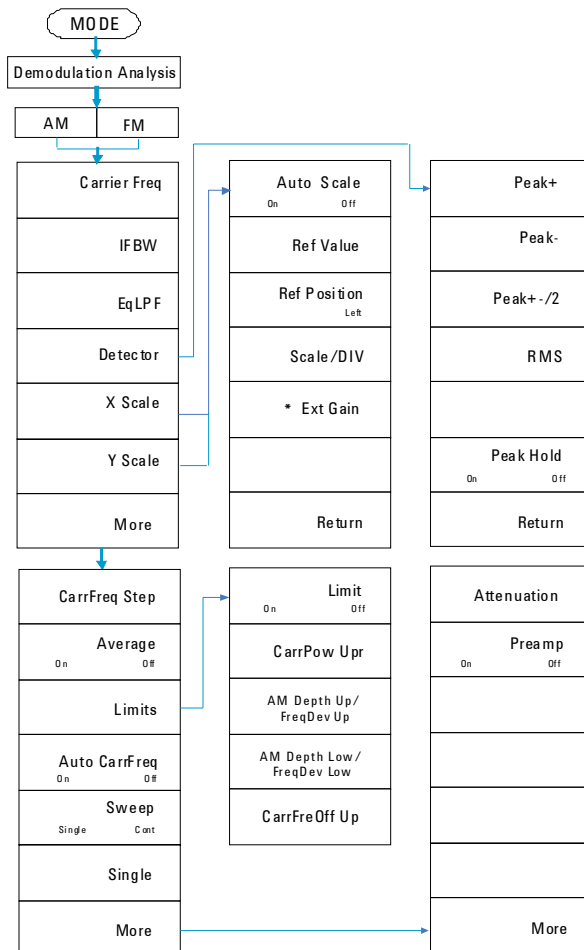 MODE
Demodulation Analysis
AM
FM
Carrier Freq
IFBW
EqLPF
Detector
X Scale
Y Scale
More
Auto Scale
On Off
Ref Value
Ref Position
Left
Scale/DIV
* Ext Gain
Return
Peak+
Peak-
Peak+-/2
RMS
Peak Hold
On Off
Return
CarrFreq Step
Average
On Off
Limits
Auto CarrFreq
On Off
Sweep
Single Cont
Single
More
Limit
On Off
CarrPow Upr
AM Depth Up/
FreqDev Up
AM Depth Low/
FreqDev Low
CarrFreOff Up
Attenuation
Preamp
On Off
More